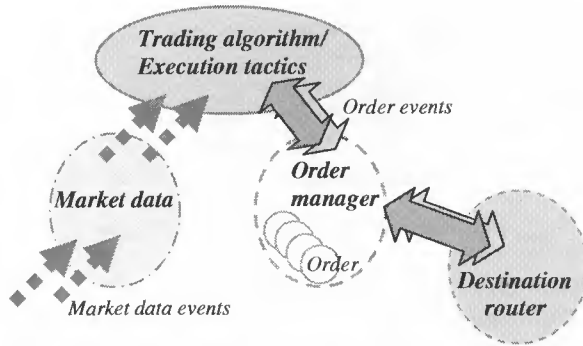 Trading algorithm/
Execution tactics
Order events
Market data
Order
manager
Order
Market data events
Destination
router